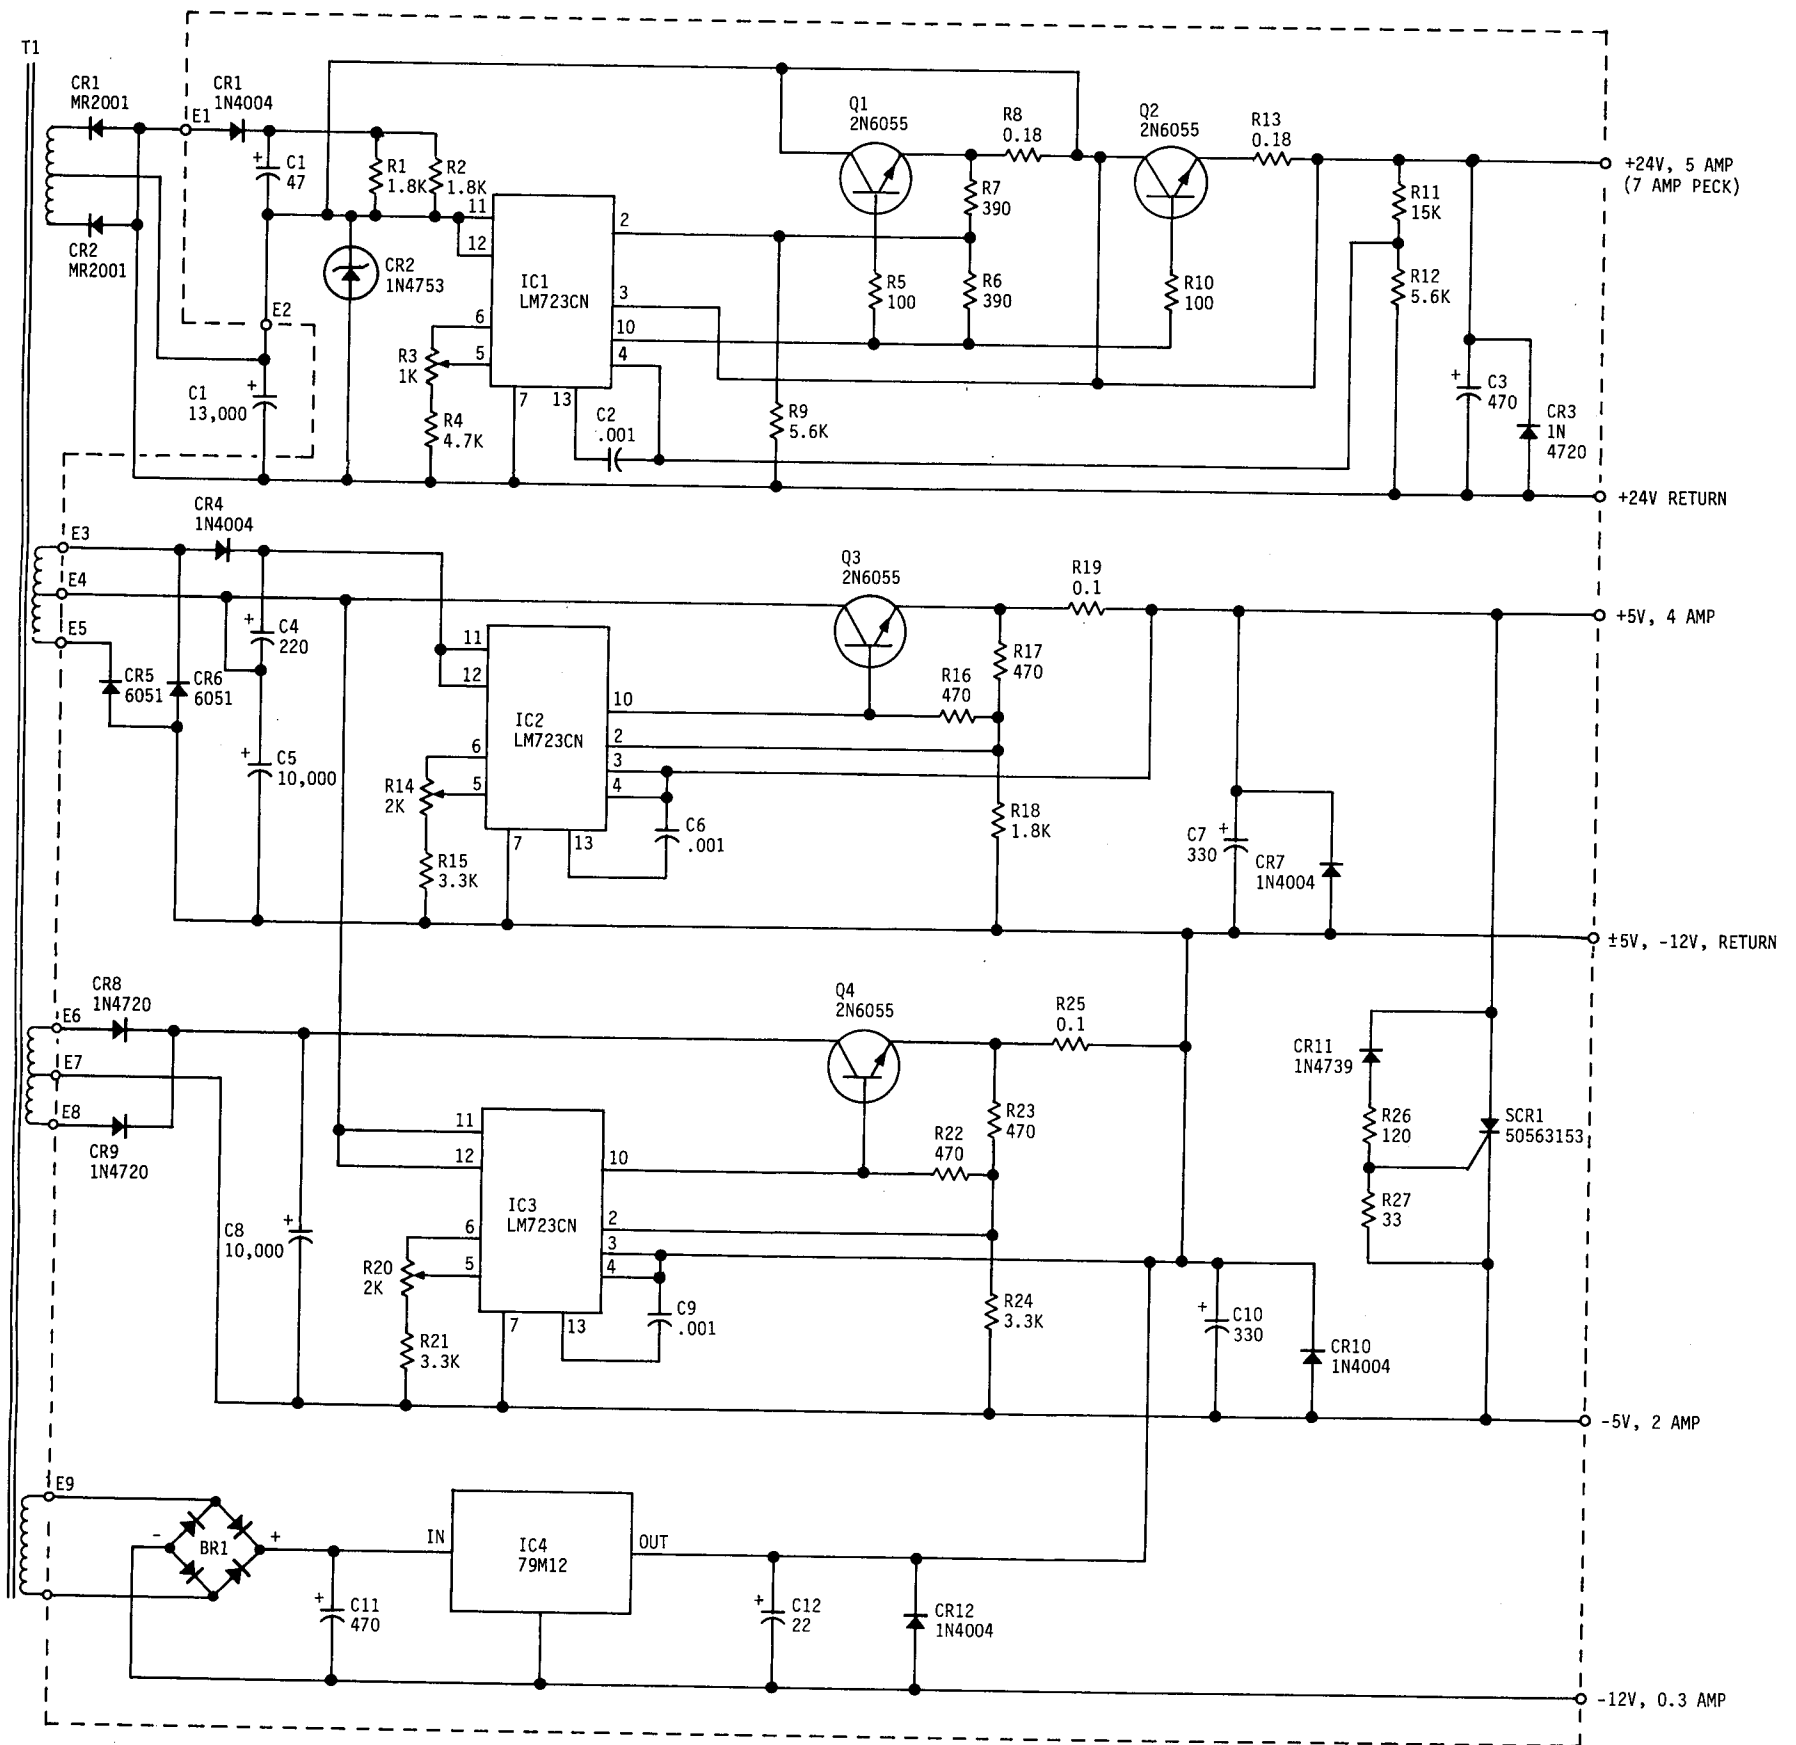 T1
CR1
MR2001
E1
CR1
1N4004
C1
47
R1
1.8K
R2
1.8K
CR2
MR2001
CR2
1N4753
E2
C1
13,000
11
12
6
5
7
13
2
3
10
4
IC1
LM723CN
R3
1K
R4
4.7K
C2
.001
Q1
2N6055
R8
0.18
R7
390
R5
100
R6
390
R9
5.6K
Q2
2N6055
R13
0.18
R10
100
R11
15K
R12
5.6K
C3
470
CR3
1N
4720
+24V, 5 AMP
(7 AMP PECK)
+24V RETURN
E3
E4
E5
CR4
1N4004
C4
220
CR5
6051
CR6
6051
C5
10,000
11
12
6
5
7
13
10
2
3
4
IC2
LM723CN
R14
2K
R15
3.3K
C6
.001
Q3
2N6055
R19
0.1
R17
470
R16
470
R18
1.8K
C7
330
CR7
1N4004
+5V, 4 AMP
±5V, -12V, RETURN
CR8
1N4720
E6
E7
E8
CR9
1N4720
C8
10,000
11
12
6
5
7
13
10
2
3
4
IC3
LM723CN
R20
2K
R21
3.3K
C9
.001
Q4
2N6055
R25
0.1
R23
470
R22
470
R24
3.3K
C10
330
CR10
1N4004
CR11
1N4739
R26
120
R27
33
SCR1
50563153
-5V, 2 AMP
E9
-
BR1
+
C11
470
IN
IC4
79M12
OUT
C12
22
CR12
1N4004
-12V, 0.3 AMP